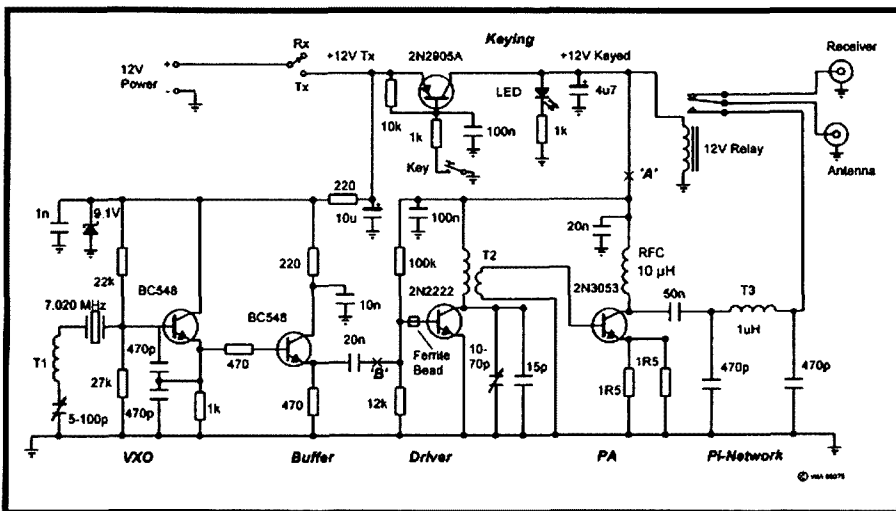 Keying
Receiver
Rx
+12V Tx
2N2905A
+12V Keyed
+
12V
Power
-
Tx
LED
+
4u7
10k
1k
100n
1k
12V Relay
Key
Antenna
'A'
220
1n
9.1V
10u
+
100n
20n
T2
RFC
10 µH
22k
220
100k
BC548
2N2222
2N3053
50n
T3
7.020 MHz
BC548
10n
20n
1uH
470p
470
'B'
Ferrite
Bead
10-
70p
15p
1R5
470p
470p
T1
27k
1R5
5-100p
470p
1k
470
12k
VXO
Buffer
Driver
PA
Pi-Network